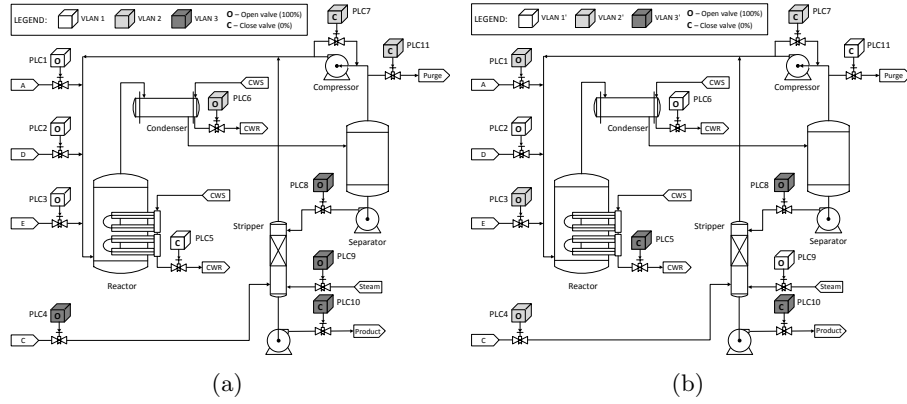 LEGEND: VLAN 1 VLAN 2 VLAN 3 O – Open valve (100%)
C – Close valve (0%)
PLC7
C
PLC1
O
PLC11
C
A
Compressor
Purge
CWS
PLC6
O
Condenser
CWR
PLC2
O
D
PLC3
O
E
PLC8
O
CWS
Separator
Stripper
PLC5
C
CWR
Reactor
PLC9
O
Steam
PLC4
O
C
PLC10
C
Product
(a)
LEGEND: VLAN 1' VLAN 2' VLAN 3' O – Open valve (100%)
C – Close valve (0%)
PLC7
C
PLC1
O
PLC11
C
A
Compressor
Purge
CWS
PLC6
O
Condenser
CWR
PLC2
O
D
PLC3
O
E
PLC8
O
CWS
Separator
Stripper
PLC5
C
CWR
Reactor
PLC9
O
Steam
PLC4
O
C
PLC10
C
Product
(b)